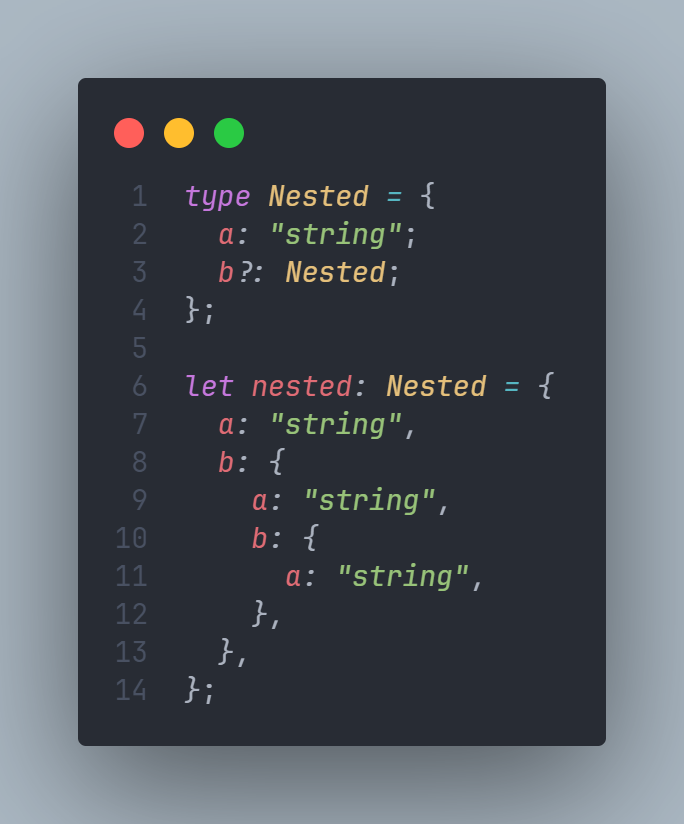 1 type Nested = {
2   a: "string";
3   b?: Nested;
4 };
5
6 let nested: Nested = {
7   a: "string",
8   b: {
9     a: "string",
10     b: {
11       a: "string",
12     },
13   },
14 };